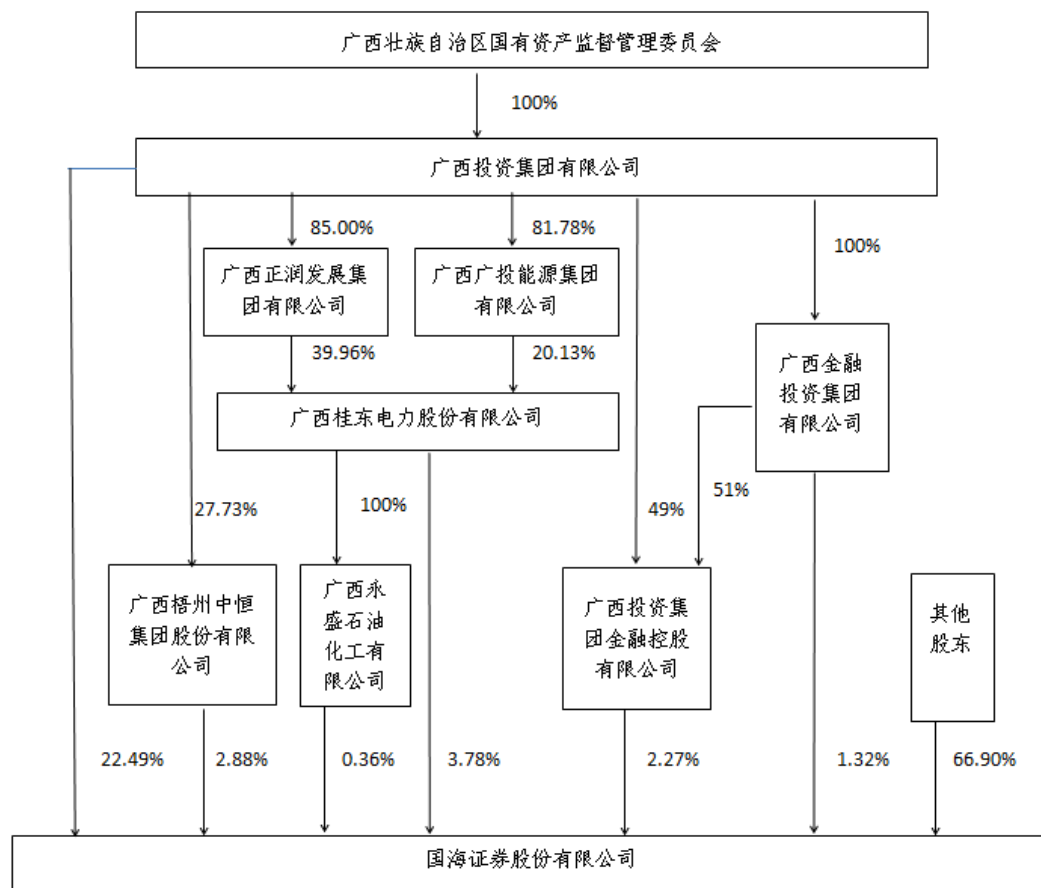 广西壮族自治区国有资产监督管理委员会
100%
广西投资集团有限公司
85.00%
81.78%
100%
广西正润发展集
团有限公司
广西广投能源集团
有限公司
39.96%
20.13%
广西金融
投资集团
有限公司
广西桂东电力股份有限公司
27.73%
100%
49%
51%
广西梧州中恒
集团股份有限
公司
广西永
盛石油
化工有
限公司
广西投资集
团金融控股
有限公司
其他
股东
22.49%
2.88%
0.36%
3.78%
2.27%
1.32%
66.90%
国海证券股份有限公司